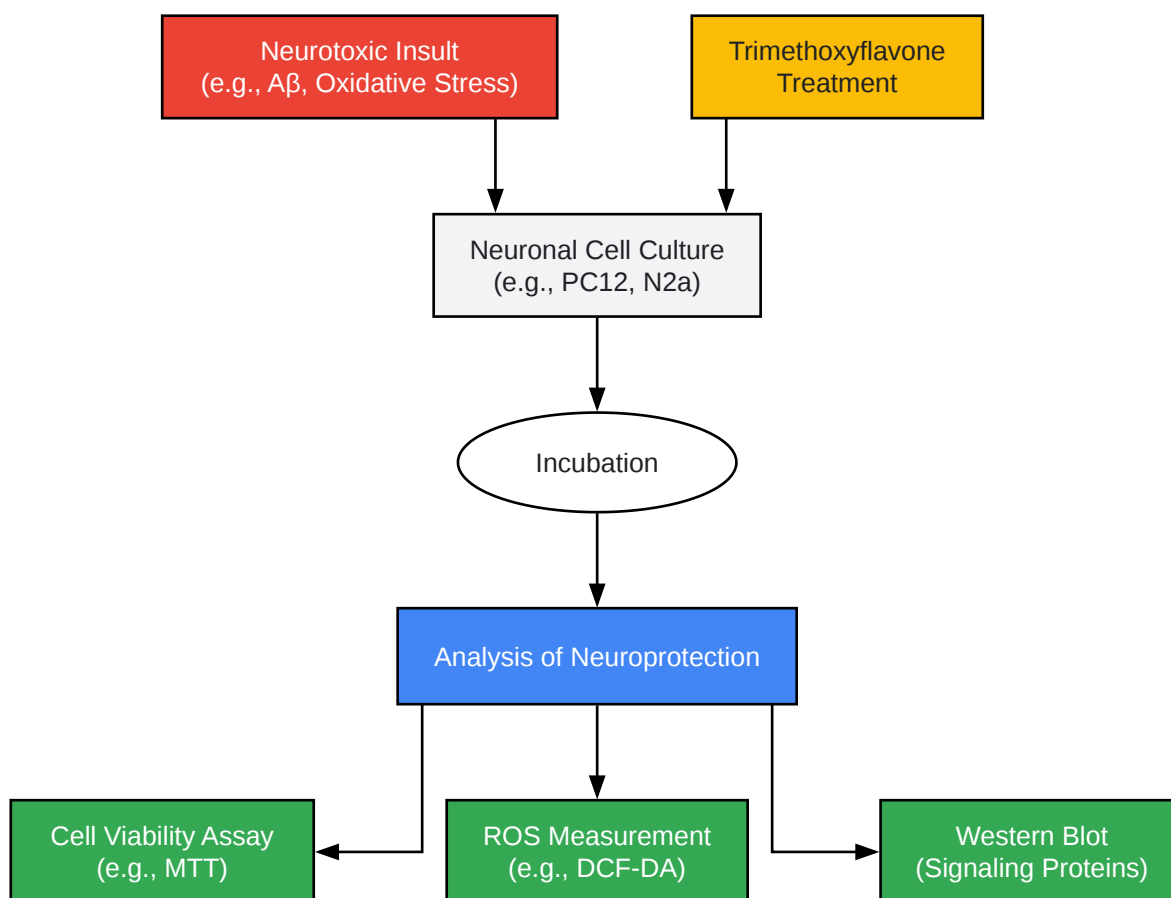 Neurotoxic Insult
(e.g., Aβ, Oxidative Stress)
Trimethoxyflavone
Treatment
Neuronal Cell Culture
(e.g., PC12, N2a)
Incubation
Analysis of Neuroprotection
Cell Viability Assay
(e.g., MTT)
ROS Measurement
(e.g., DCF-DA)
Western Blot
(Signaling Proteins)